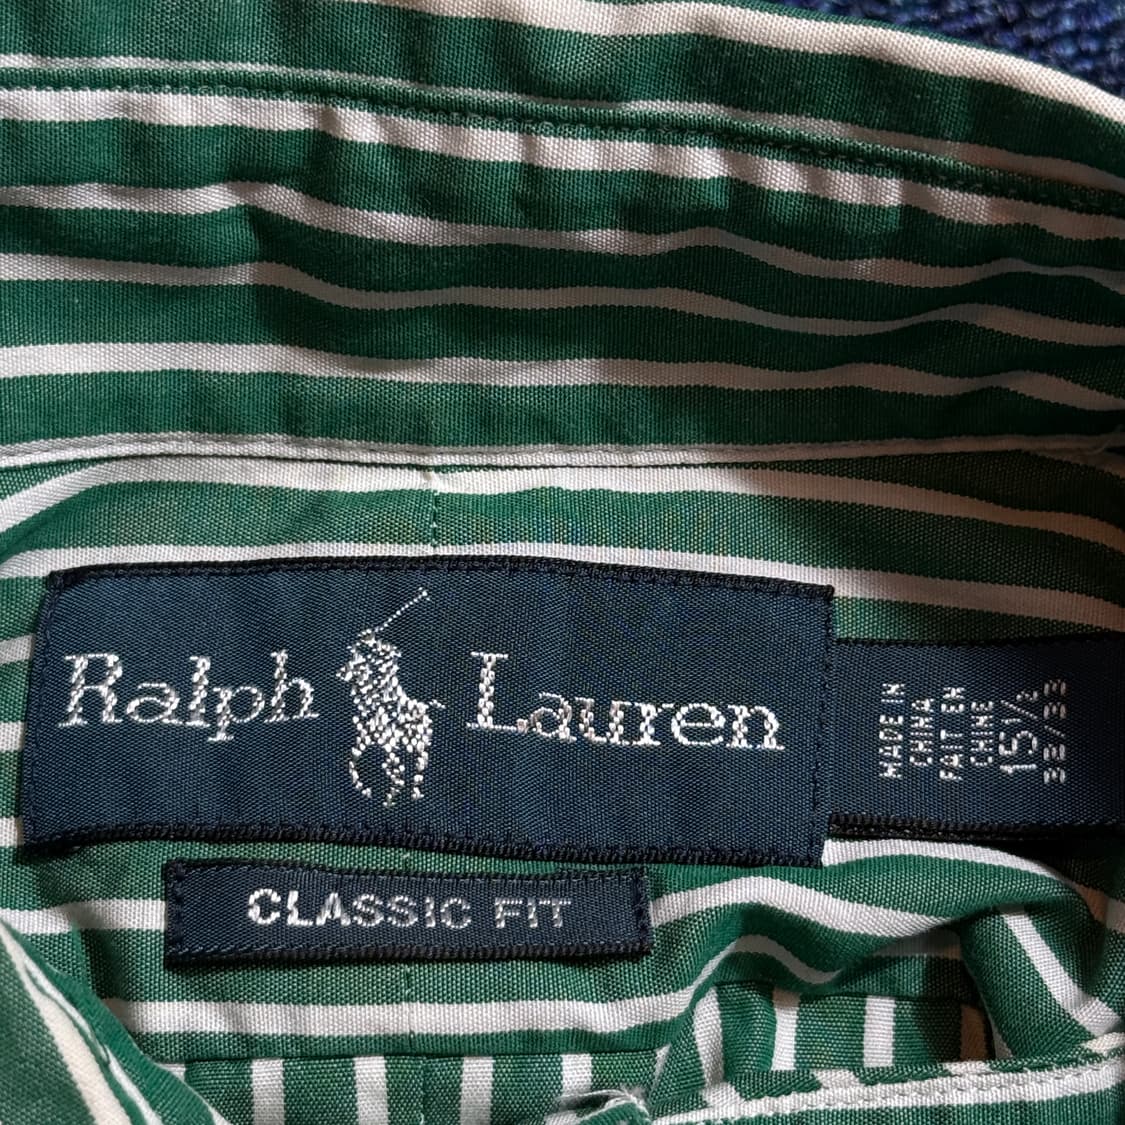 Ralph Lauren
CLASSIC FIT
MADE IN
CHINA
FAIT EN
CHINE
15½
32/33